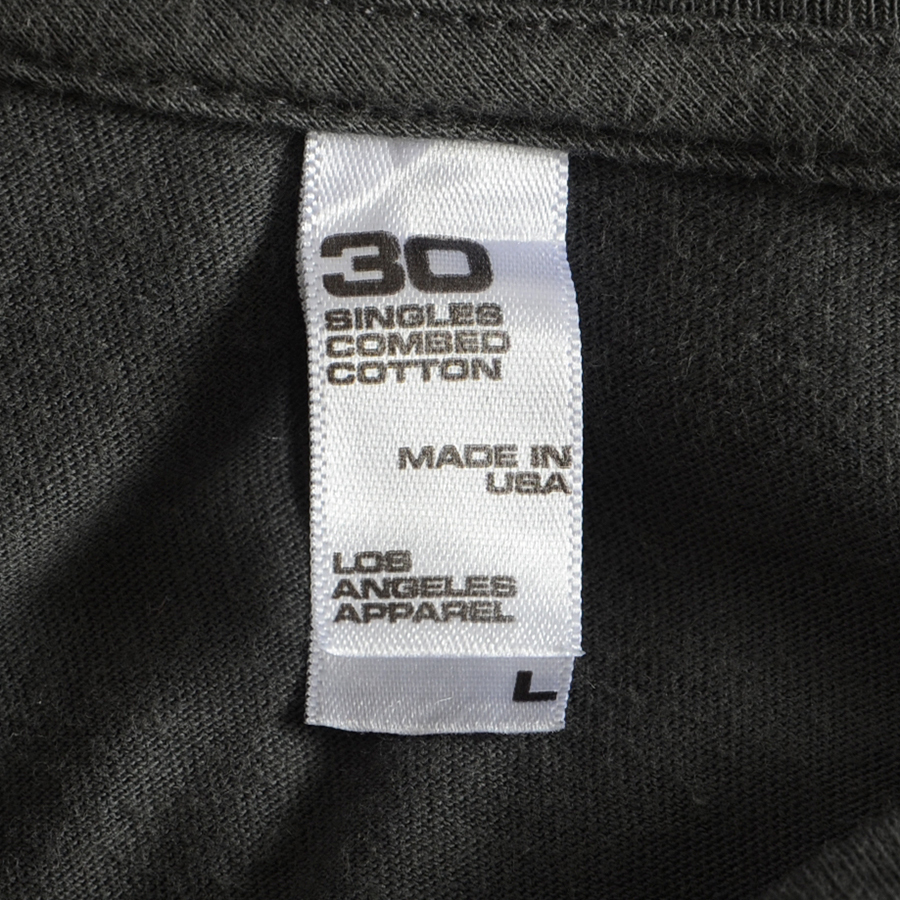 30
SINGLES
COMBED
COTTON
MADE IN
USA
LOS
ANGELES
APPAREL
L